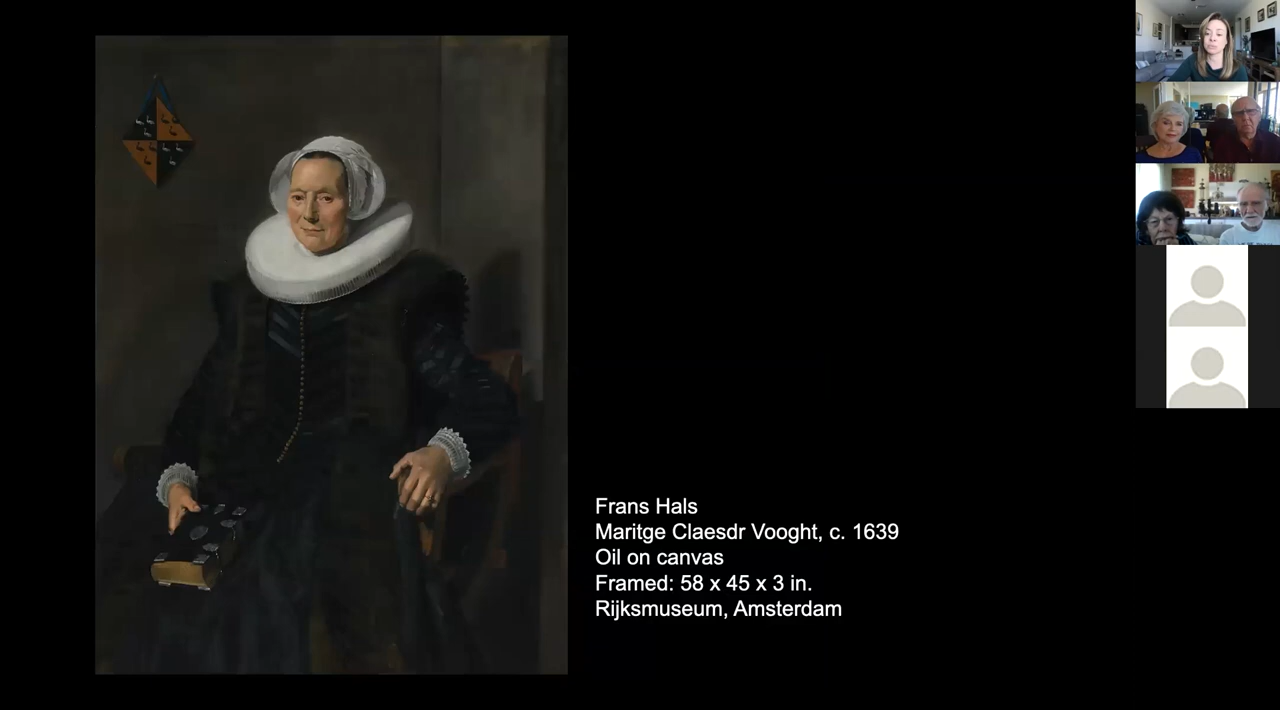 Frans Hals
Maritge Claesdr Vooght, c. 1639
Oil on canvas
Framed: 58 x 45 x 3 in.
Rijksmuseum, Amsterdam